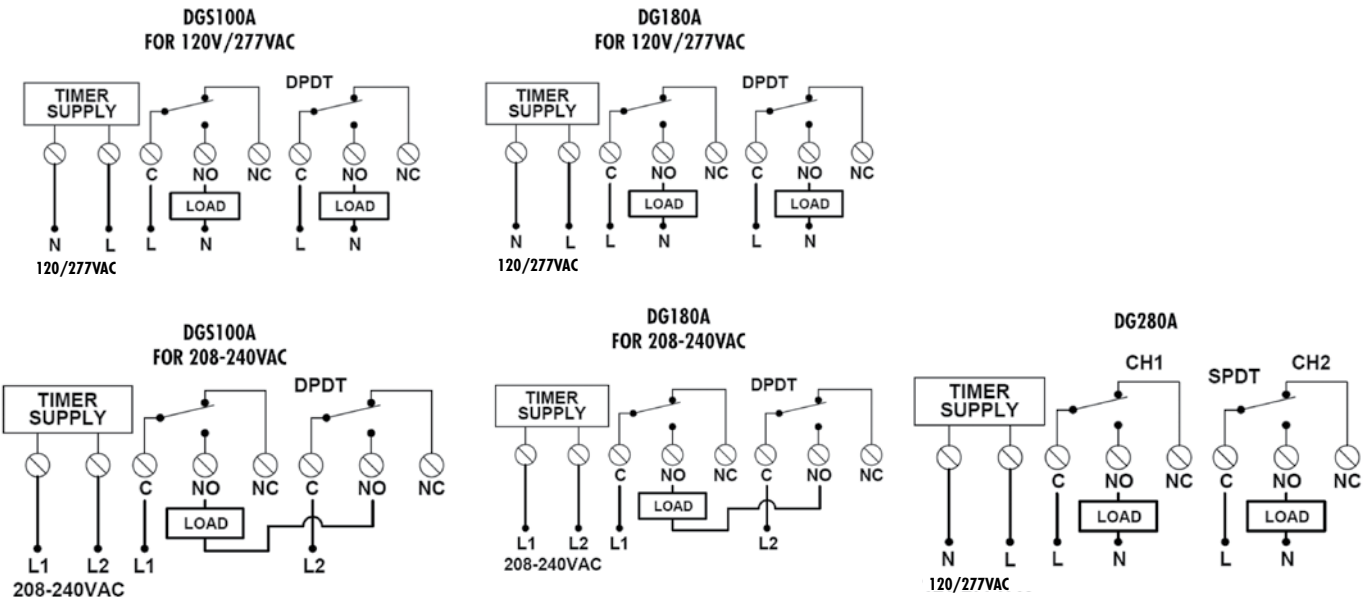 DGS100A
FOR 120V/277VAC
TIMER
SUPPLY
DPDT
C NO NC C NO NC
LOAD LOAD
N L L N L N
120/277VAC
DG180A
FOR 120V/277VAC
TIMER
SUPPLY
DPDT
C NO NC C NO NC
LOAD LOAD
N L L N L N
120/277VAC
DGS100A
FOR 208-240VAC
TIMER
SUPPLY
DPDT
C NO NC C NO NC
LOAD
L1 L2 L1 L2
208-240VAC
DG180A
FOR 208-240VAC
TIMER
SUPPLY
DPDT
C NO NC C NO NC
LOAD
L1 L2 L1 L2
208-240VAC
DG280A
CH1 SPDT CH2
TIMER
SUPPLY
C NO NC C NO NC
LOAD LOAD
N L L N L N
120/277VAC